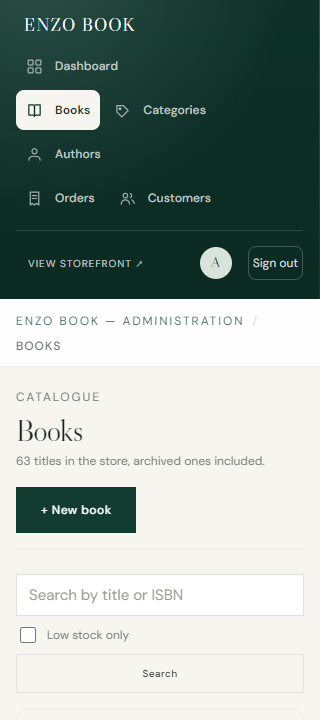 ENZO BOOK
Dashboard
Books
Categories
Authors
Orders
Customers
VIEW STOREFRONT ↗
A
Sign out
ENZO BOOK — ADMINISTRATION /
BOOKS
CATALOGUE
Books
63 titles in the store, archived ones included.
+ New book
Search by title or ISBN
Low stock only
Search